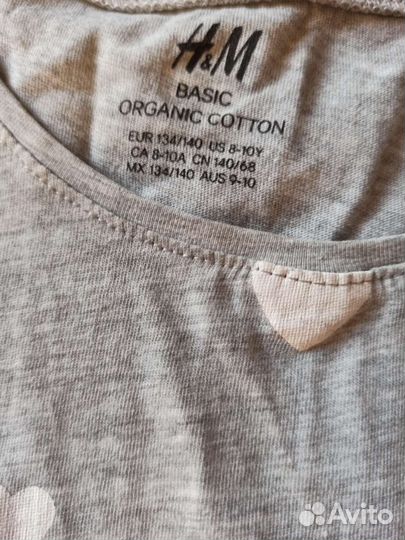 H&M
BASIC
ORGANIC COTTON
EUR 134/140 US 8-10Y
CA 8-10A CN 140/68
MX 134/140 AUS 9-10
Avito